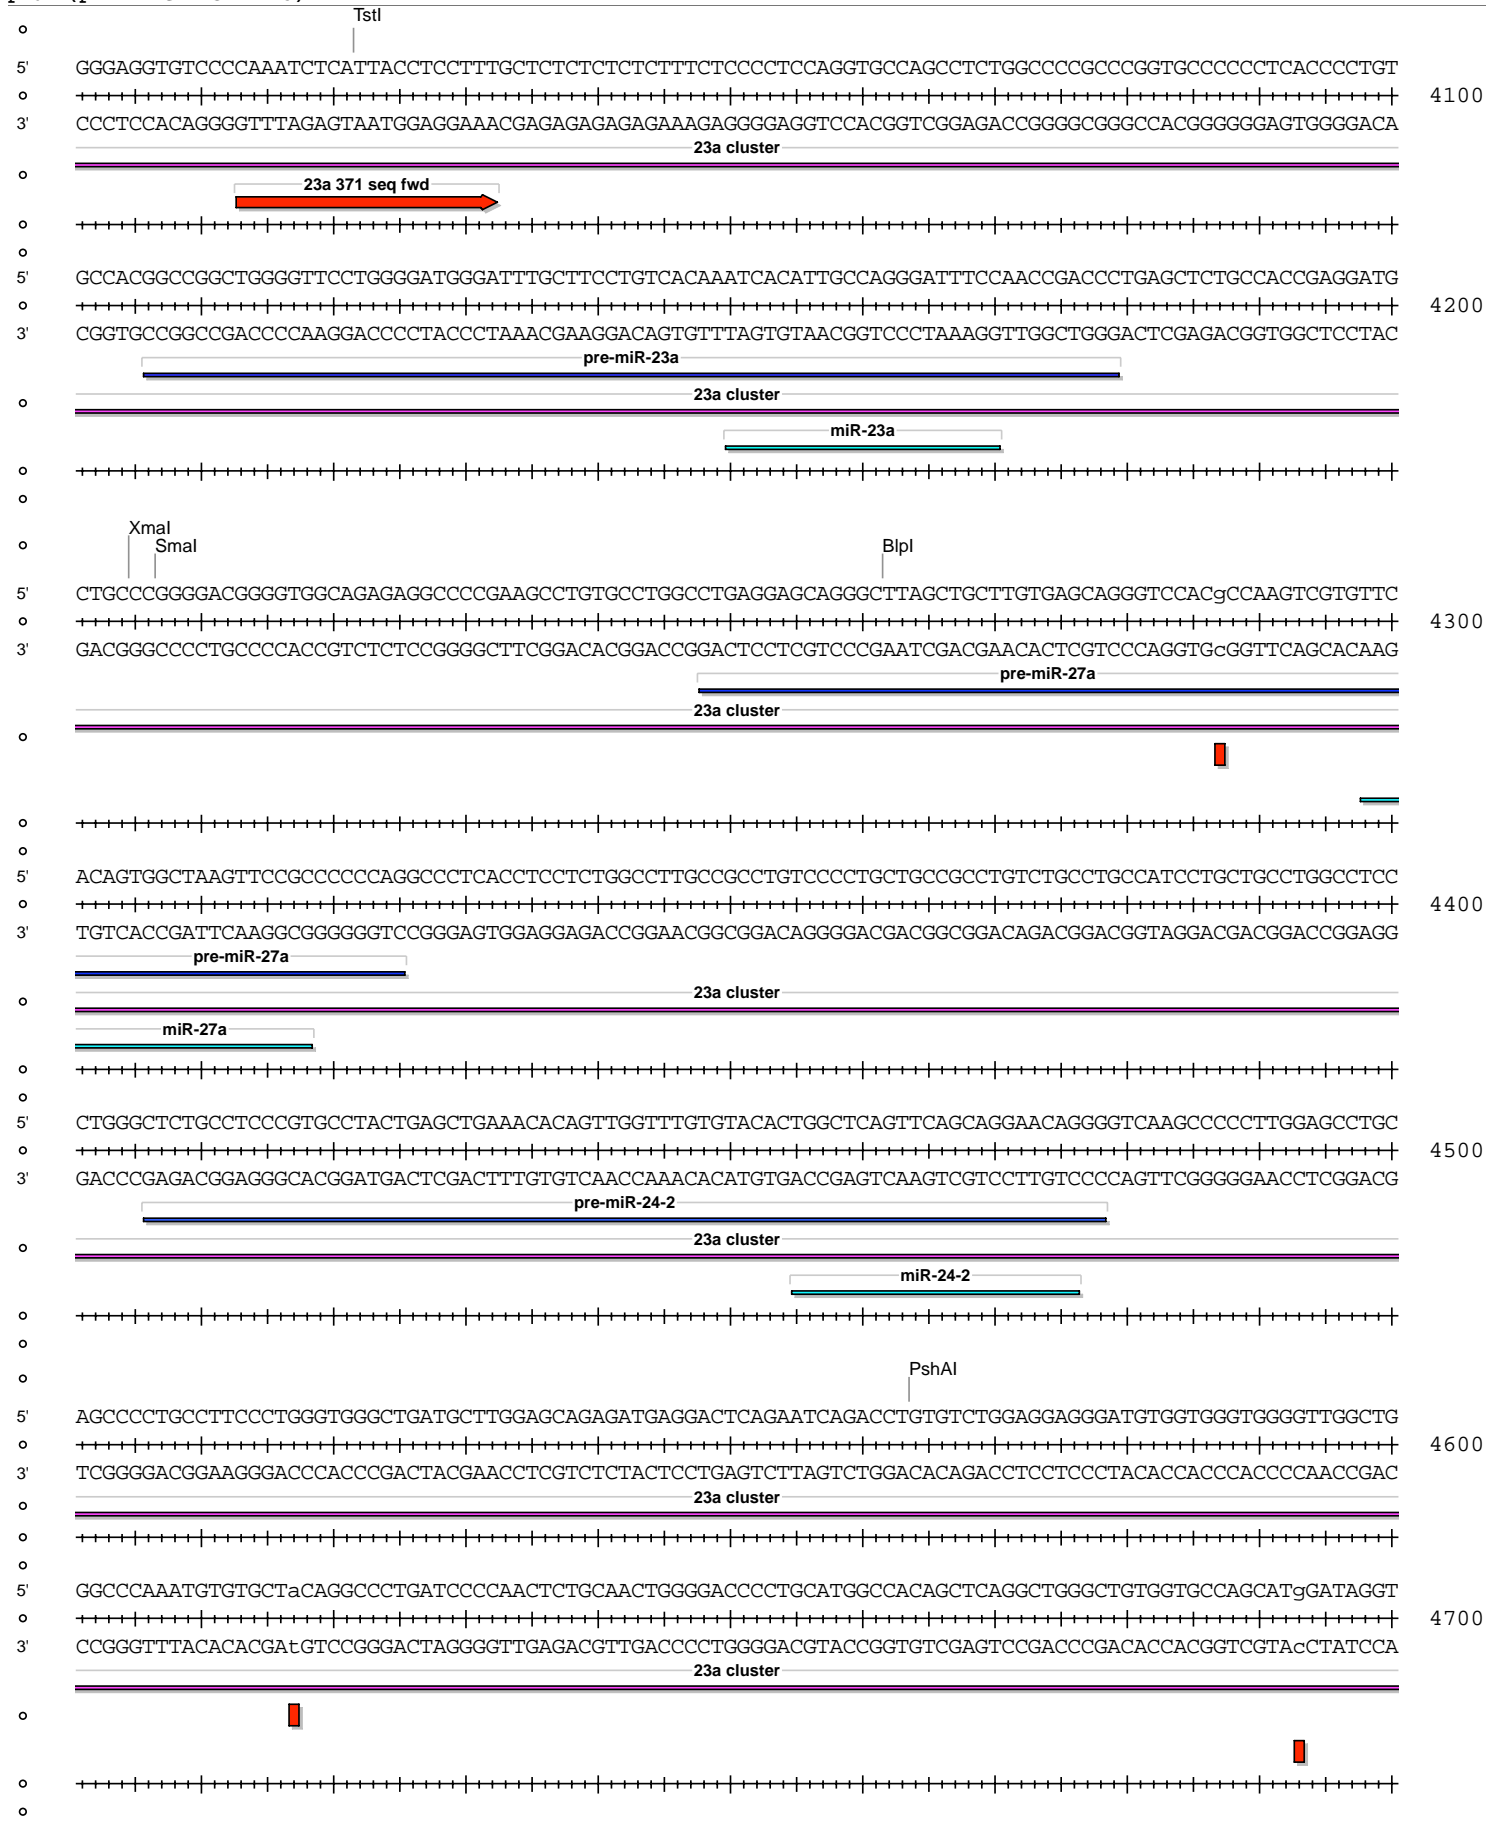 TstI
5' GGGAGGTGTCCCCAAATCTCATTACCTCCTTTGCTCTCTCTCTCTTTCTCCCCTCCAGGTGCCAGCCTCTGGCCCCGCCCGGTGCCCCCCTCACCCCTGT
4100
3' CCCTCCACAGGGGTTTAGAGTAATGGAGGAAACGAGAGAGAGAGAAAGAGGGGAGGTCCACGGTCGGAGACCGGGGCGGGCCACGGGGGGAGTGGGGACA
23a cluster
23a 371 seq fwd
5' GCCACGGCCGGCTGGGGTTCCTGGGGATGGGATTTGCTTCCTGTCACAAATCACATTGCCAGGGATTTCCAACCGACCCTGAGCTCTGCCACCGAGGATG
4200
3' CGGTGCCGGCCGACCCCAAGGACCCCTACCCTAAACGAAGGACAGTGTTTAGTGTAACGGTCCCTAAAGGTTGGCTGGGACTCGAGACGGTGGCTCCTAC
pre-miR-23a
23a cluster
miR-23a
XmaI
SmaI
BlpI
5' CTGCCCGGGGACGGGGTGGCAGAGAGGCCCCGAAGCCTGTGCCTGGCCTGAGGAGCAGGGCTTAGCTGCTTGTGAGCAGGGTCCACgCCAAGTCGTGTTC
4300
3' GACGGGCCCCTGCCCCACCGTCTCTCCGGGGCTTCGGACACGGACCGGACTCCTCGTCCCGAATCGACGAACACTCGTCCCAGGTGcGGTTCAGCACAAG
pre-miR-27a
23a cluster
5' ACAGTGGCTAAGTTCCGCCCCCCAGGCCCTCACCTCCTCTGGCCTTGCCGCCTGTCCCCTGCTGCCGCCTGTCTGCCTGCCATCCTGCTGCCTGGCCTCC
4400
3' TGTCACCGATTCAAGGCGGGGGGTCCGGGAGTGGAGGAGACCGGAACGGCGGACAGGGGACGACGGCGGACAGACGGACGGTAGGACGACGGACCGGAGG
pre-miR-27a
23a cluster
miR-27a
5' CTGGGCTCTGCCTCCCGTGCCTACTGAGCTGAAACACAGTTGGTTTGTGTACACTGGCTCAGTTCAGCAGGAACAGGGGTCAAGCCCCCTTGGAGCCTGC
4500
3' GACCCGAGACGGAGGGCACGGATGACTCGACTTTGTGTCAACCAAACACATGTGACCGAGTCAAGTCGTCCTTGTCCCCAGTTCGGGGGAACCTCGGACG
pre-miR-24-2
23a cluster
miR-24-2
PshAI
5' AGCCCCTGCCTTCCCTGGGTGGGCTGATGCTTGGAGCAGAGATGAGGACTCAGAATCAGACCTGTGTCTGGAGGAGGGATGTGGTGGGTGGGGTTGGCTG
4600
3' TCGGGGACGGAAGGGACCCACCCGACTACGAACCTCGTCTCTACTCCTGAGTCTTAGTCTGGACACAGACCTCCTCCCTACACCACCCACCCCAACCGAC
23a cluster
5' GGCCCAAATGTGTGCTaCAGGCCCTGATCCCCAACTCTGCAACTGGGGACCCCTGCATGGCCACAGCTCAGGCTGGGCTGTGGTGCCAGCATgGATAGGT
4700
3' CCGGGTTTACACACGAtGTCCGGGACTAGGGGTTGAGACGTTGACCCCTGGGGACGTACCGGTGTCGAGTCCGACCCGACACCACGGTCGTAcCTATCCA
23a cluster